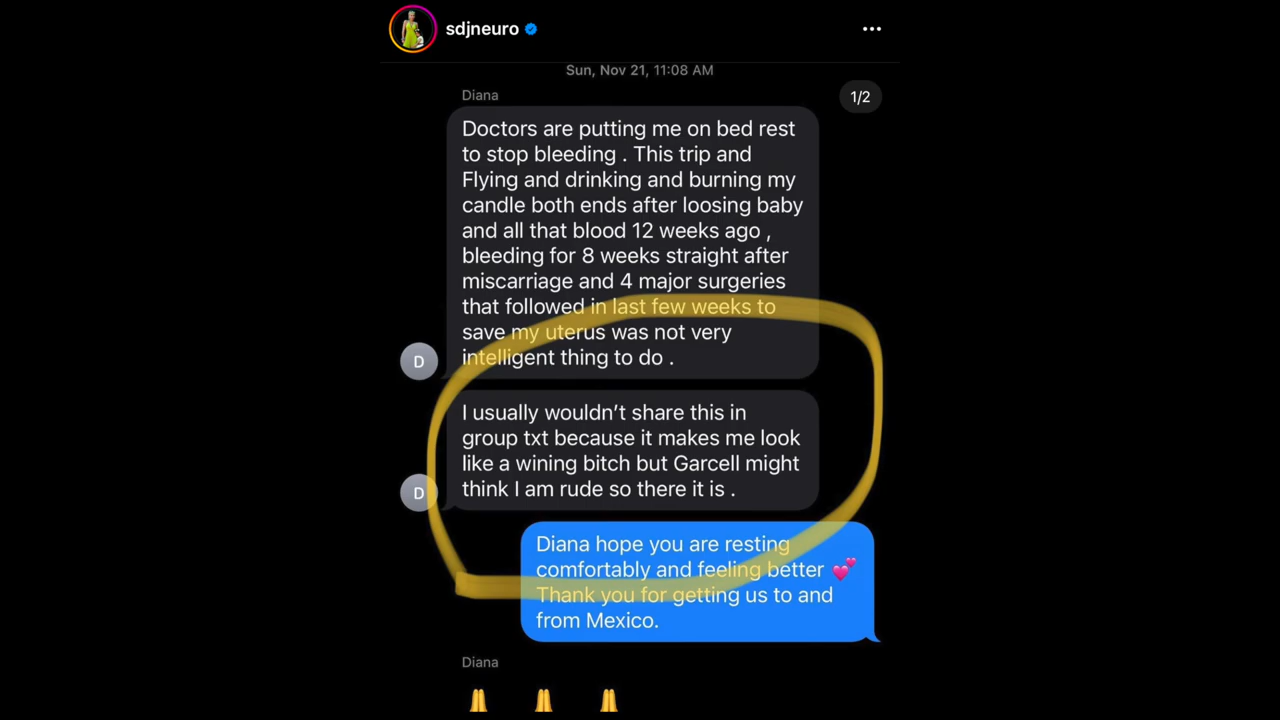 sdjneuro
Sun, Nov 21, 11:08 AM
Diana
1/2
Doctors are putting me on bed rest
to stop bleeding . This trip and
Flying and drinking and burning my
candle both ends after loosing baby
and all that blood 12 weeks ago ,
bleeding for 8 weeks straight after
miscarriage and 4 major surgeries
that followed in last few weeks to
save my uterus was not very
intelligent thing to do .
D
I usually wouldn’t share this in
group txt because it makes me look
like a wining bitch but Garcell might
think I am rude so there it is .
D
Diana hope you are resting
comfortably and feeling better 💕
Thank you for getting us to and
from Mexico.
Diana
🙏 🙏 🙏